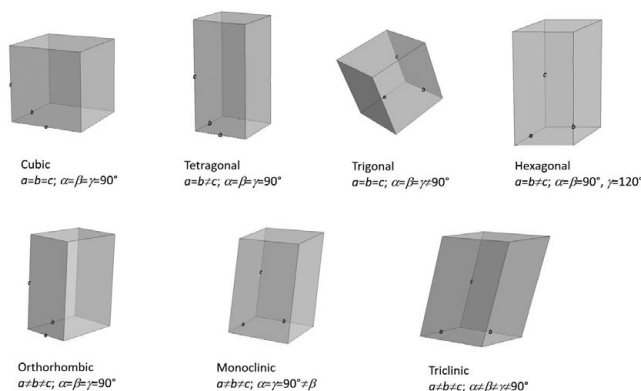 c
b
a
Cubic
a=b=c; α=β=γ=90°
c
b
a
Tetragonal
a=b≠c; α=β=γ=90°
c
a
b
Trigonal
a=b=c; α=β=γ≠90°
c
a
b
Hexagonal
a=b≠c; α=β=90°, γ=120°
c
b
a
Orthorhombic
a≠b≠c; α=β=γ=90°
c
a
b
Monoclinic
a≠b≠c; α=γ=90°≠β
c
a
b
Triclinic
a≠b≠c; α≠β≠γ≠90°